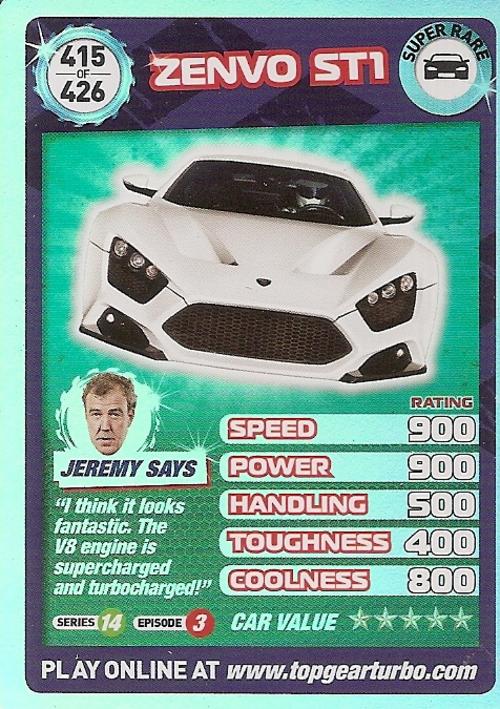 415
OF
426
ZENVO ST1
SUPER RARE
RATING
SPEED 900
POWER 900
HANDLING 500
TOUGHNESS 400
COOLNESS 800
JEREMY SAYS
"I think it looks
fantastic. The
V8 engine is
supercharged
and turbocharged!"
SERIES 14 EPISODE 3 CAR VALUE
PLAY ONLINE AT www.topgearturbo.com